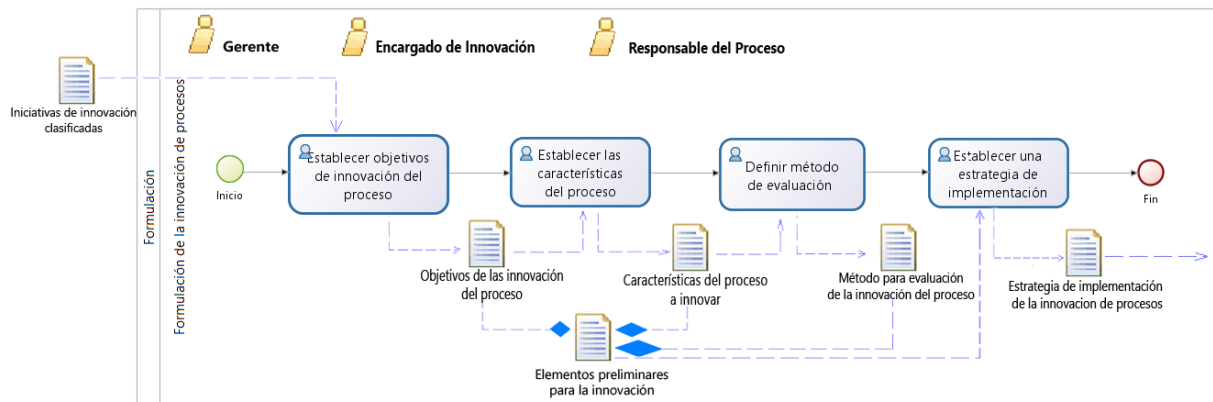 Gerente
Encargado de Innovación
Responsable del Proceso
Iniciativas de innovación
clasificadas
Formulación
Formulación de la innovación de procesos
Inicio
Establecer objetivos
de innovación del
proceso
Establecer las
características
del proceso
Definir método
de evaluación
Establecer una
estrategia de
implementación
Fin
Objetivos de las innovación
del proceso
Características del proceso
a innovar
Método para evaluación
de la innovación del proceso
Estrategia de implementación
de la innovacion de procesos
Elementos preliminares
para la innovación